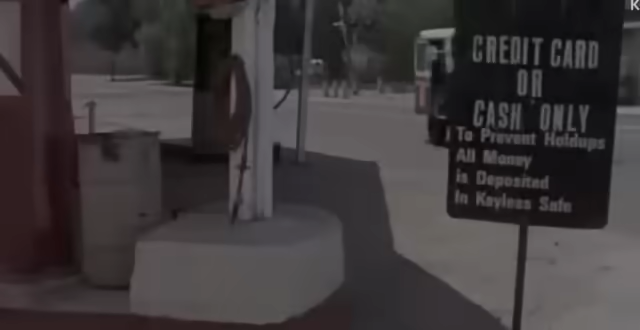 K
CREDIT CARD
OR
CASH ONLY
To Prevent Holdups
All Money
is Deposited
In Keyless Safe